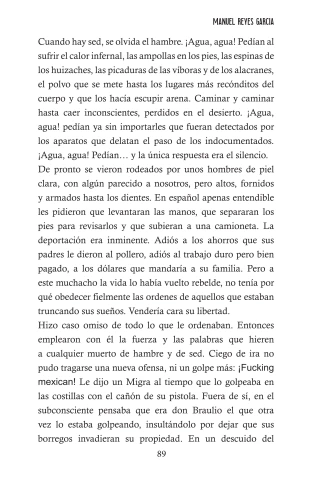 MANUEL REYES GARCIA
Cuando hay sed, se olvida el hambre. ¡Agua, agua! Pedían al
sufrir el calor infernal, las ampollas en los pies, las espinas de
los huizaches, las picaduras de las víboras y de los alacranes,
el polvo que se mete hasta los lugares más recónditos del
cuerpo y que los hacía escupir arena. Caminar y caminar
hasta caer inconscientes, perdidos en el desierto. ¡Agua,
agua! pedían ya sin importarles que fueran detectados por
los aparatos que delatan el paso de los indocumentados.
¡Agua, agua! Pedían… y la única respuesta era el silencio.
De pronto se vieron rodeados por unos hombres de piel
clara, con algún parecido a nosotros, pero altos, fornidos
y armados hasta los dientes. En español apenas entendible
les pidieron que levantaran las manos, que separaran los
pies para revisarlos y que subieran a una camioneta. La
deportación era inminente. Adiós a los ahorros que sus
padres le dieron al pollero, adiós al trabajo duro pero bien
pagado, a los dólares que mandaría a su familia. Pero a
este muchacho la vida lo había vuelto rebelde, no tenía por
qué obedecer fielmente las ordenes de aquellos que estaban
truncando sus sueños. Vendería cara su libertad.
Hizo caso omiso de todo lo que le ordenaban. Entonces
emplearon con él la fuerza y las palabras que hieren
a cualquier muerto de hambre y de sed. Ciego de ira no
pudo tragarse una nueva ofensa, ni un golpe más: ¡Fucking
mexican! Le dijo un Migra al tiempo que lo golpeaba en
las costillas con el cañón de su pistola. Fuera de sí, en el
subconsciente pensaba que era don Braulio el que otra
vez lo estaba golpeando, insultándolo por dejar que sus
borregos invadieran su propiedad. En un descuido del
89